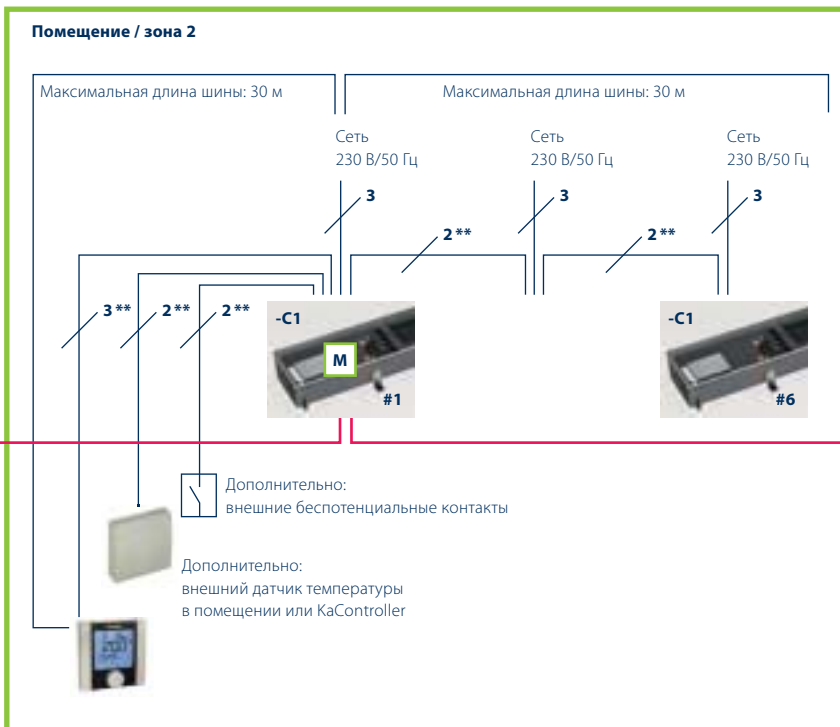 Помещение / зона 2
Максимальная длина шины: 30 м
Максимальная длина шины: 30 м
Сеть
230 В/50 Гц
Сеть
230 В/50 Гц
Сеть
230 В/50 Гц
3
3
3
2 **
2 **
3 **
2 **
2 **
-C1
M
#1
-C1
#6
Дополнительно:
внешние беспотенциальные контакты
Дополнительно:
внешний датчик температуры
в помещении или KaController